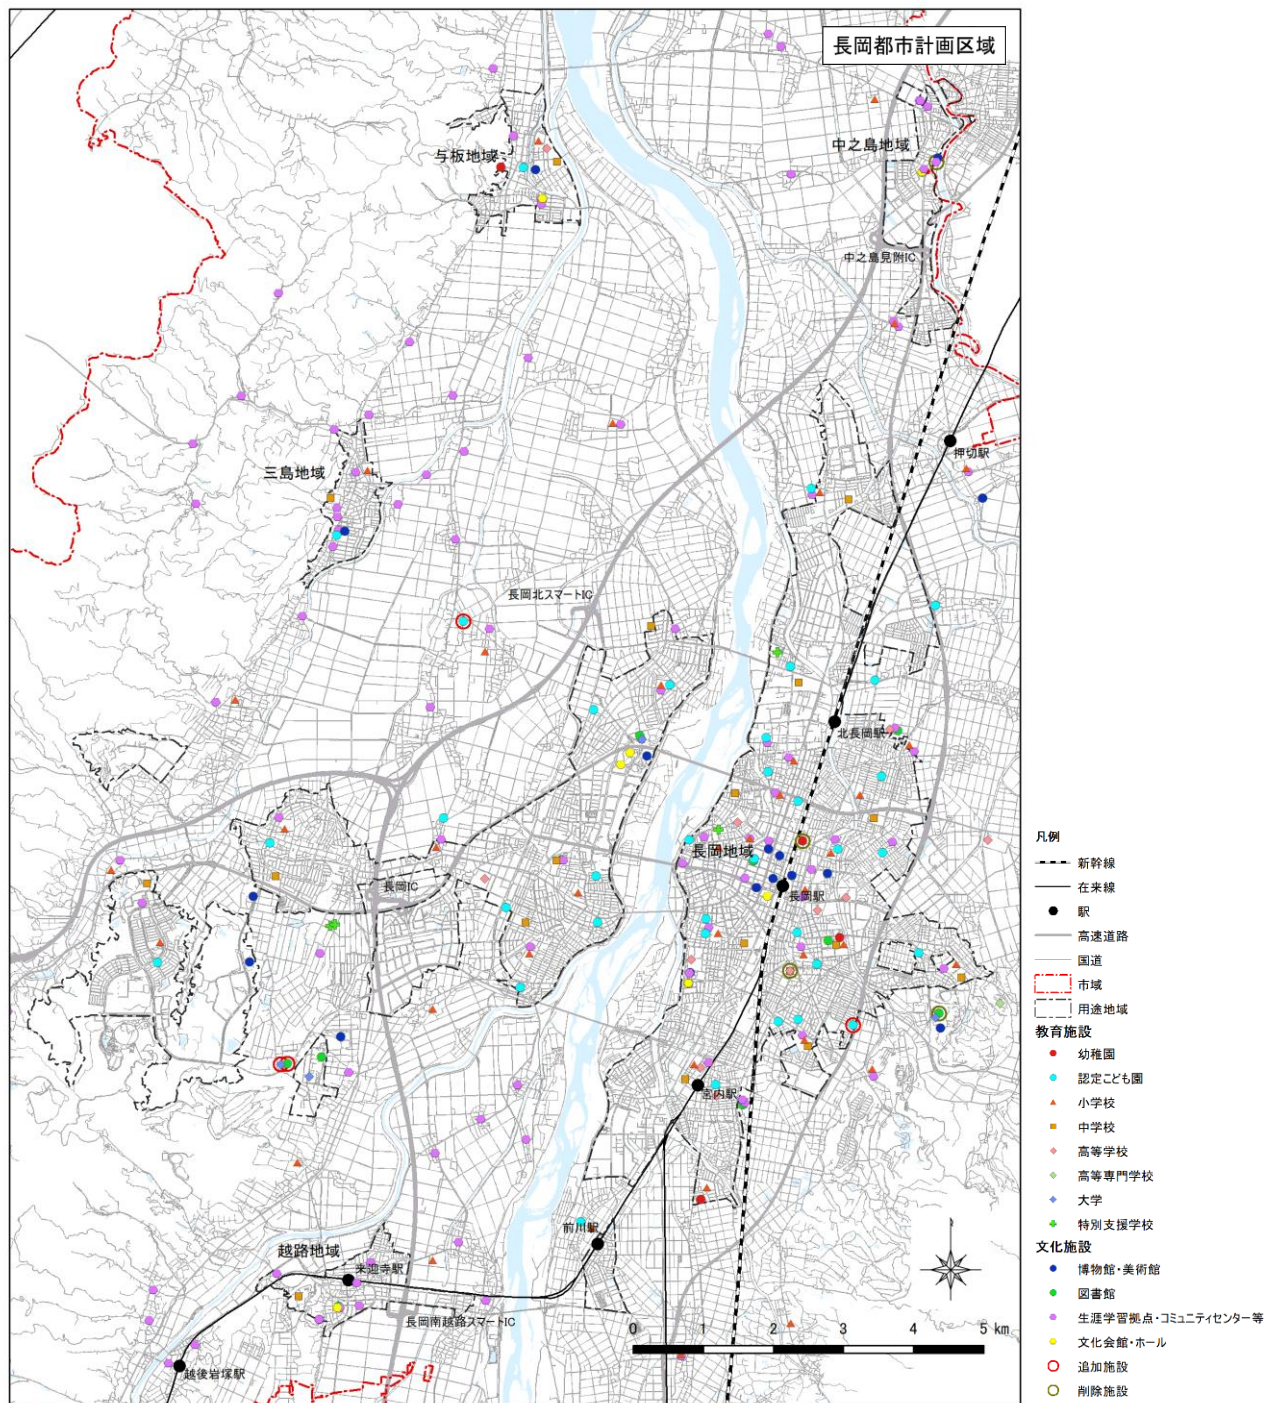 長岡都市計画区域
与板地域
中之島地域
中之島見附IC
押切駅
三島地域
長岡北スマートIC
北長岡駅
長岡地域
長岡IC
長岡駅
宮内駅
前川駅
越路地域
来迎寺駅
長岡南越路スマートIC
越後岩塚駅
0 1 2 3 4 5 km
凡例
新幹線
在来線
駅
高速道路
国道
市域
用途地域
教育施設
幼稚園
認定こども園
小学校
中学校
高等学校
高等専門学校
大学
特別支援学校
文化施設
博物館・美術館
図書館
生涯学習拠点・コミュニティセンター等
文化会館・ホール
追加施設
削除施設